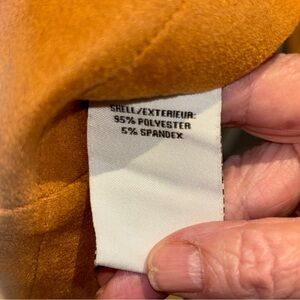 SHELL/EXTERIEUR:
95% POLYESTER
5% SPANDEX